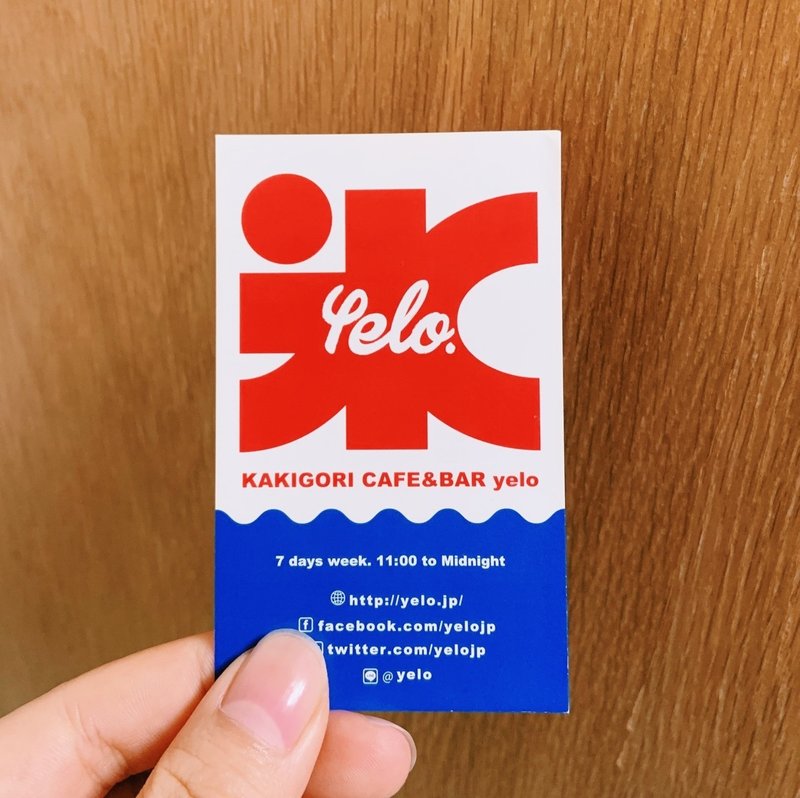 氷
Yelo.
KAKIGORI CAFE&BAR yelo
7 days week. 11:00 to Midnight
http://yelo.jp/
facebook.com/yelojp
twitter.com/yelojp
@yelo